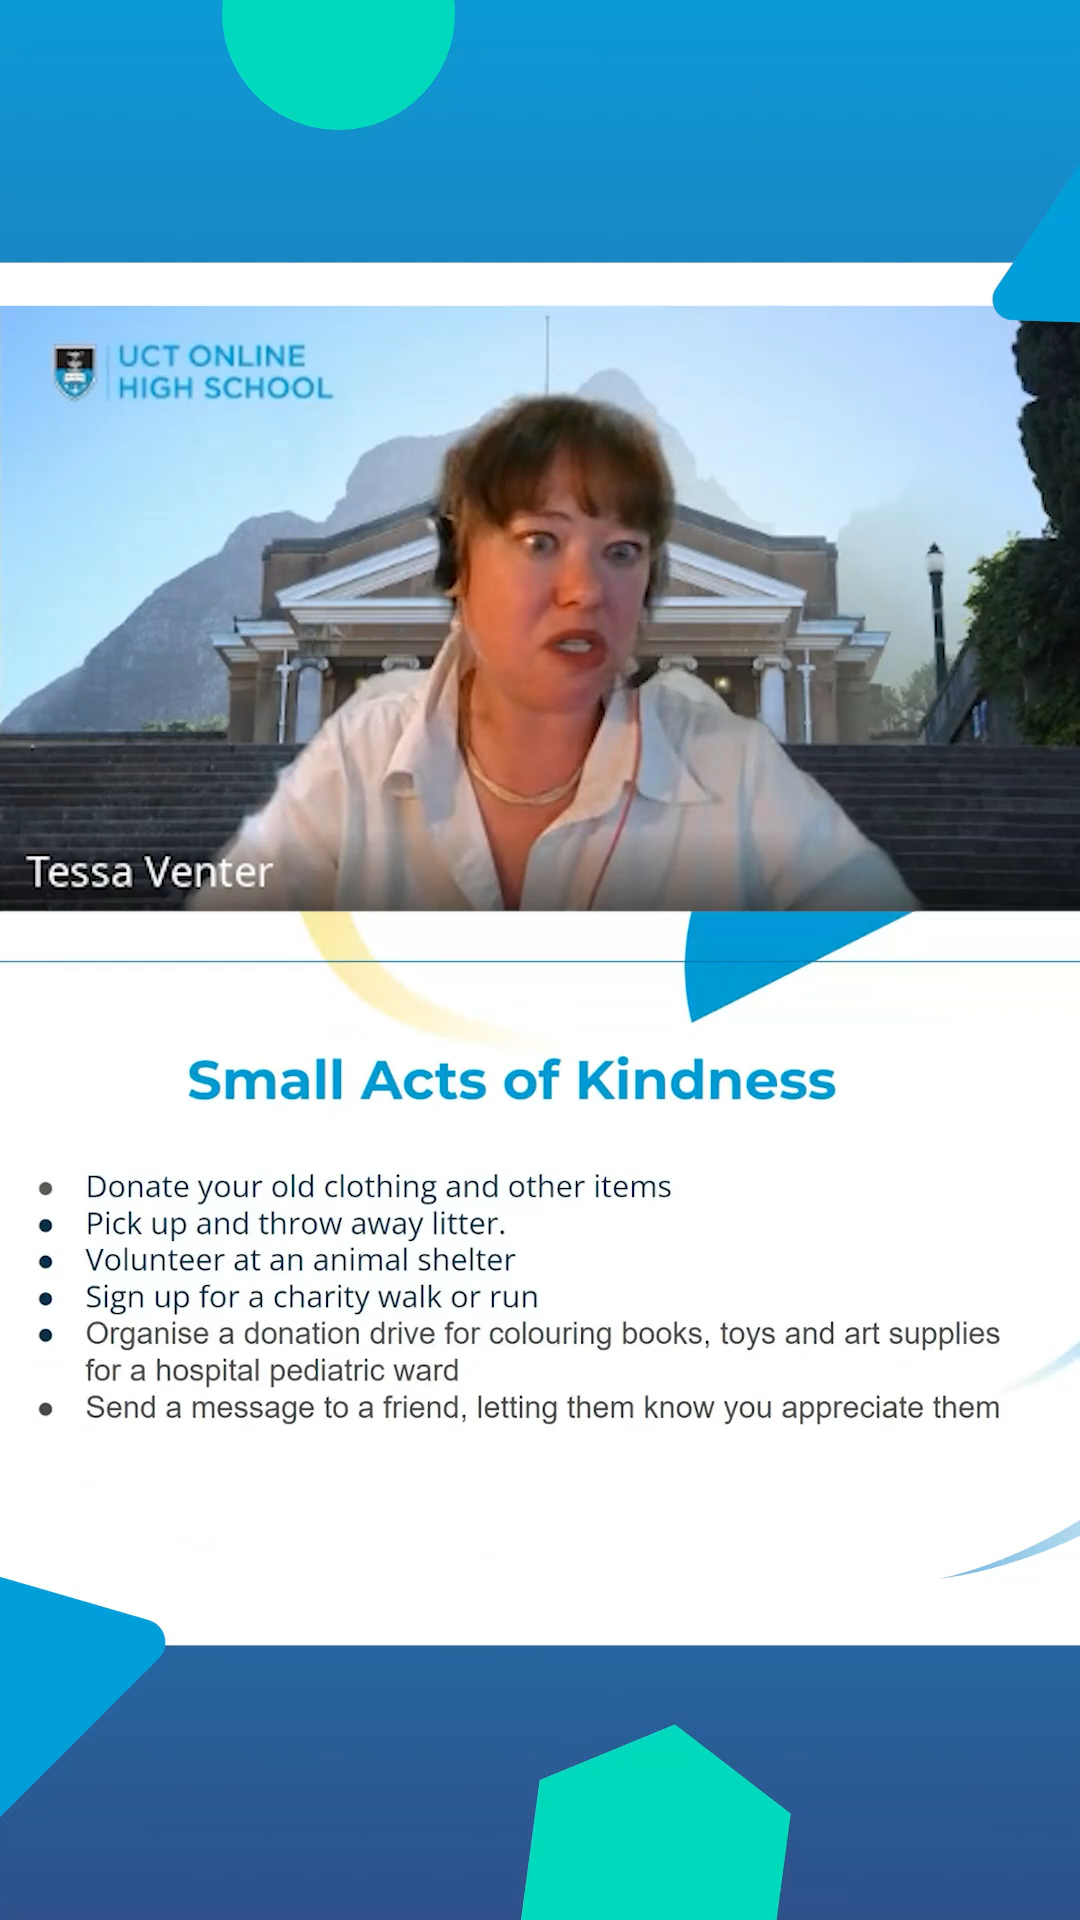 UCT ONLINE
HIGH SCHOOL
Tessa Venter
Small Acts of Kindness
● Donate your old clothing and other items
● Pick up and throw away litter.
● Volunteer at an animal shelter
● Sign up for a charity walk or run
● Organise a donation drive for colouring books, toys and art supplies
for a hospital pediatric ward
● Send a message to a friend, letting them know you appreciate them